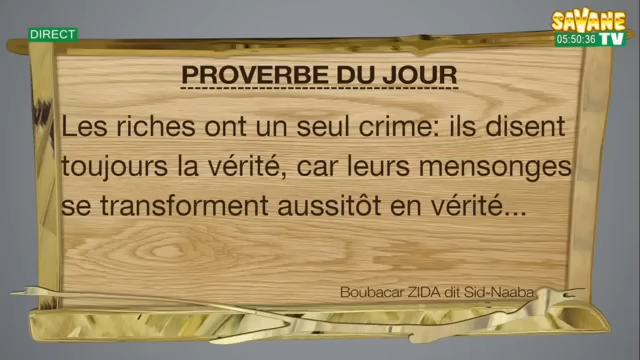 DIRECT
SAVANE
TV
05:50:36
PROVERBE DU JOUR
Les riches ont un seul crime: ils disent
toujours la vérité, car leurs mensonges
se transforment aussitôt en vérité...
Boubacar ZIDA dit Sid-Naaba